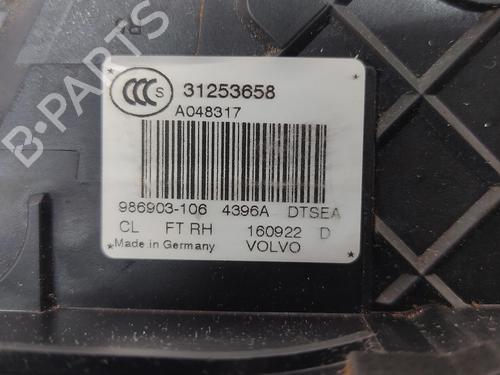 B-PARTS
CCC S 31253658
A048317
986903-106 4396A DTSEA
CL FT RH 160922 D
Made in Germany VOLVO